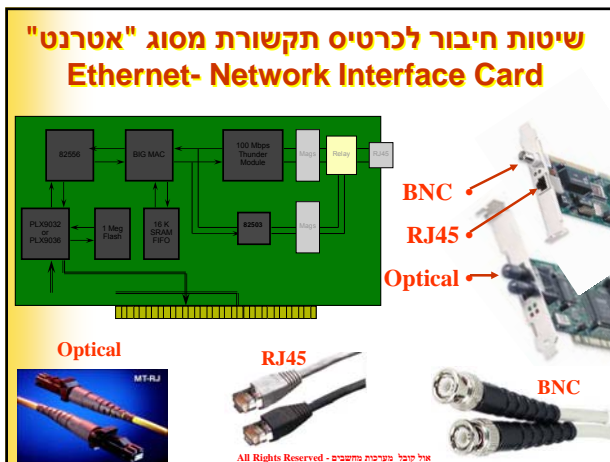 שיטות חיבור לכרטיס תקשורת מסוג "אטרנט"
Ethernet- Network Interface Card
82556
BIG MAC
100 Mbps
Thunder
Module
Mags
Relay
RJ45
PLX9032
or
PLX9036
1 Meg
Flash
16 K
SRAM
FIFO
82503
Mags
BNC
RJ45
Optical
Optical
MT-RJ
RJ45
BNC
All Rights Reserved - אול קובל מערכות מחשבים